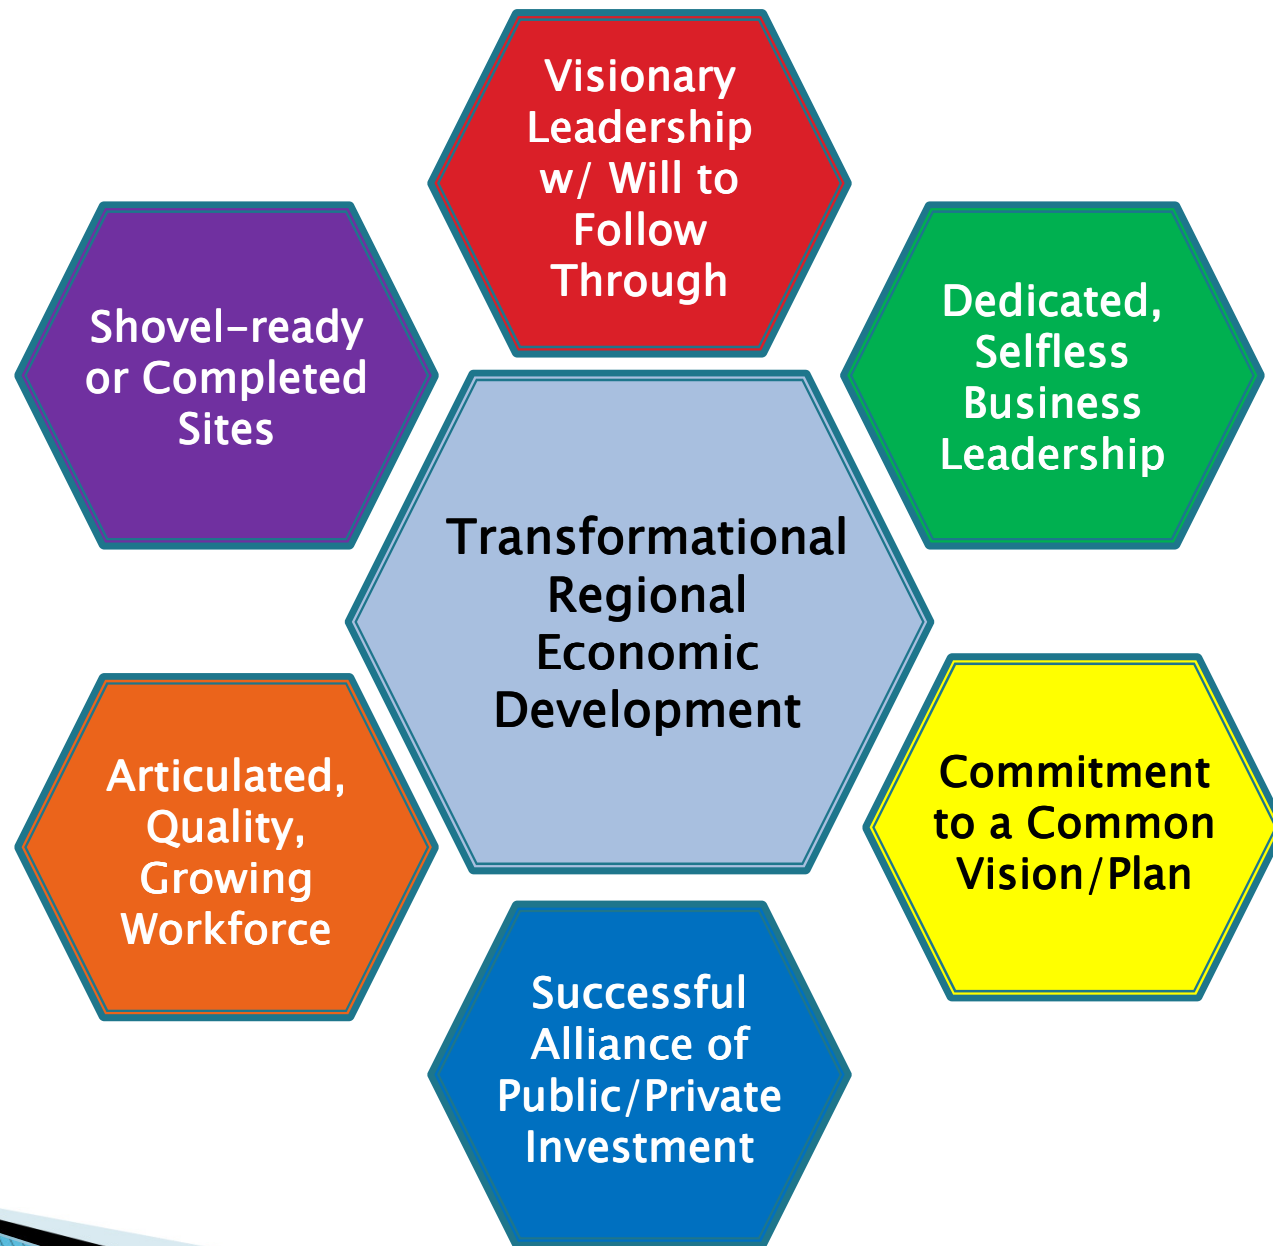 Visionary
Leadership
w/ Will to
Follow
Through
Dedicated,
Selfless
Business
Leadership
Commitment
to a Common
Vision/Plan
Successful
Alliance of
Public/Private
Investment
Articulated,
Quality,
Growing
Workforce
Shovel-ready
or Completed
Sites
Transformational
Regional
Economic
Development